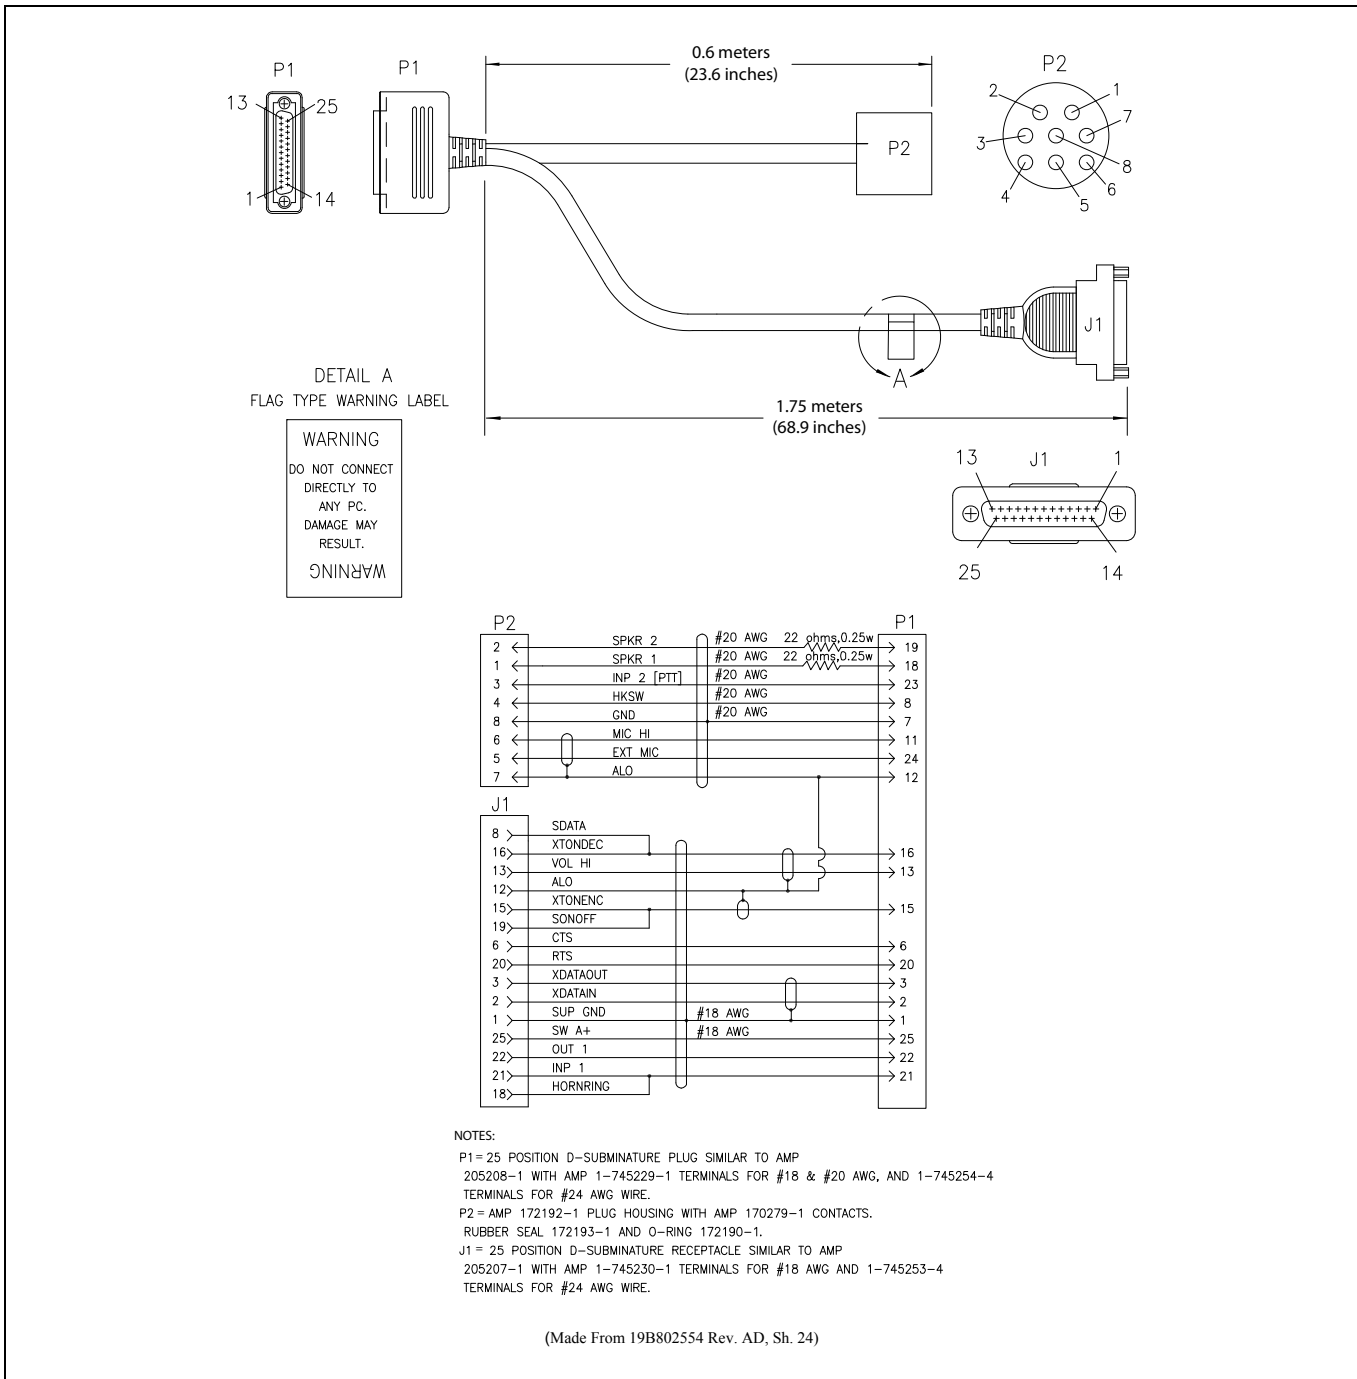 0.6 meters
(23.6 inches)
P1
P1
P2
13
25
1
14
P2
2
1
3
7
4
8
5
6
J1
A
1.75 meters
(68.9 inches)
DETAIL A
FLAG TYPE WARNING LABEL
WARNING
DO NOT CONNECT
DIRECTLY TO
ANY PC.
DAMAGE MAY
RESULT.
WARNING
13 J1 1
25 14
P2 P1
2 SPKR 2 #20 AWG 22 ohms,0.25w 19
1 SPKR 1 #20 AWG 22 ohms,0.25w 18
3 INP 2 [PTT] #20 AWG 23
4 HKSW #20 AWG 8
8 GND #20 AWG 7
6 MIC HI 11
5 EXT MIC 24
7 ALO 12
J1
8 SDATA
16 XTONDEC 16
13 VOL HI 13
12 ALO
15 XTONENC 15
19 SONOFF
6 CTS 6
20 RTS 20
3 XDATAOUT 3
2 XDATAIN 2
1 SUP GND #18 AWG 1
25 SW A+ #18 AWG 25
22 OUT 1 22
21 INP 1 21
18 HORNRING
NOTES:
P1 = 25 POSITION D-SUBMINATURE PLUG SIMILAR TO AMP
205208-1 WITH AMP 1-745229-1 TERMINALS FOR #18 & #20 AWG, AND 1-745254-4
TERMINALS FOR #24 AWG WIRE.
P2 = AMP 172192-1 PLUG HOUSING WITH AMP 170279-1 CONTACTS.
RUBBER SEAL 172193-1 AND O-RING 172190-1.
J1 = 25 POSITION D-SUBMINATURE RECEPTACLE SIMILAR TO AMP
205207-1 WITH AMP 1-745230-1 TERMINALS FOR #18 AWG AND 1-745253-4
TERMINALS FOR #24 AWG WIRE.
(Made From 19B802554 Rev. AD, Sh. 24)